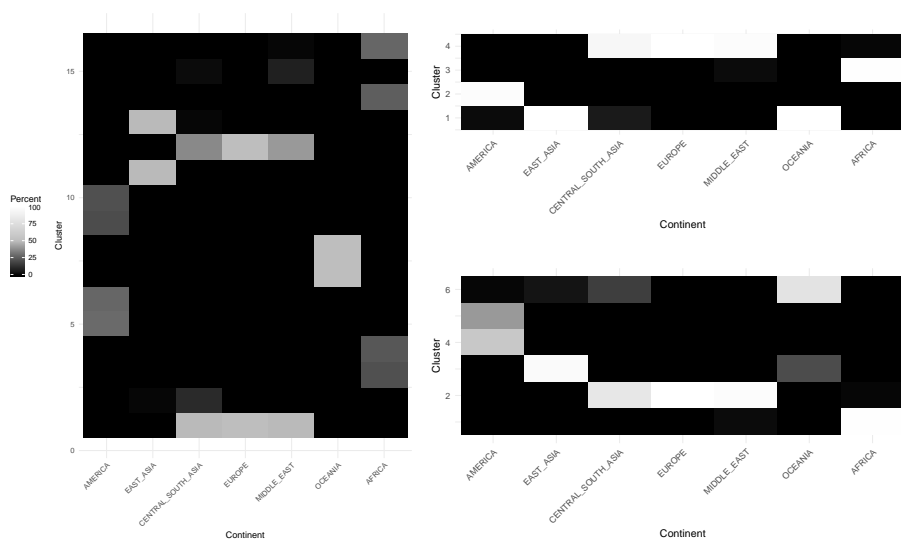 Percent
100
75
50
25
0
Cluster
15
10
5
0
AMERICA
EAST_ASIA
CENTRAL_SOUTH_ASIA
EUROPE
MIDDLE_EAST
OCEANIA
AFRICA
Continent
Cluster
4
3
2
1
AMERICA
EAST_ASIA
CENTRAL_SOUTH_ASIA
EUROPE
MIDDLE_EAST
OCEANIA
AFRICA
Continent
Cluster
6
4
2
AMERICA
EAST_ASIA
CENTRAL_SOUTH_ASIA
EUROPE
MIDDLE_EAST
OCEANIA
AFRICA
Continent